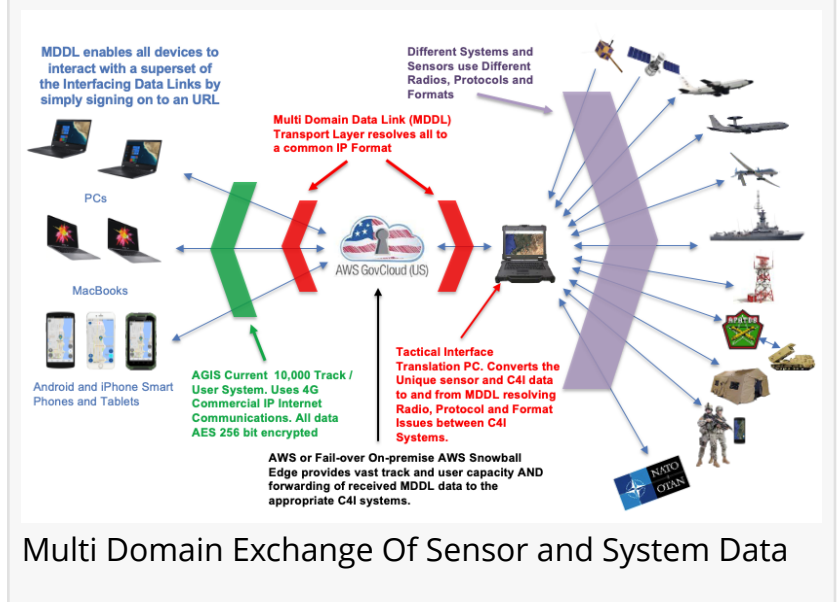 MDDL enables all devices to
interact with a superset of
the Interfacing Data Links by
simply signing on to an URL
Different Systems and
Sensors use Different
Radios, Protocols and
Formats
Multi Domain Data Link (MDDL)
Transport Layer resolves all to
a common IP Format
PCs
MacBooks
Android and iPhone Smart
Phones and Tablets
AWS GovCloud (US)
AGIS Current 10,000 Track /
User System. Uses 4G
Commercial IP Internet
Communications. All data
AES 256 bit encrypted
Tactical Interface
Translation PC. Converts the
Unique sensor and C4I data
to and from MDDL resolving
Radio, Protocol and Format
Issues between C4I
Systems.
AWS or Fail-over On-premise AWS Snowball
Edge provides vast track and user capacity AND
forwarding of received MDDL data to the
appropriate C4I systems.
AFATDS
NATO
OTAN
Multi Domain Exchange Of Sensor and System Data